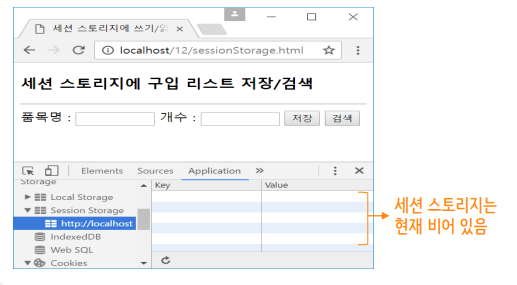 세션 스토리지에 쓰기/읽
localhost/12/sessionStorage.html
세션 스토리지에 구입 리스트 저장/검색
품목명 : 개수 : 저장 검색
Elements Sources Application »
Storage
Key Value
Local Storage
Session Storage
http://localhost
IndexedDB
Web SQL
Cookies
세션 스토리지는
현재 비어 있음